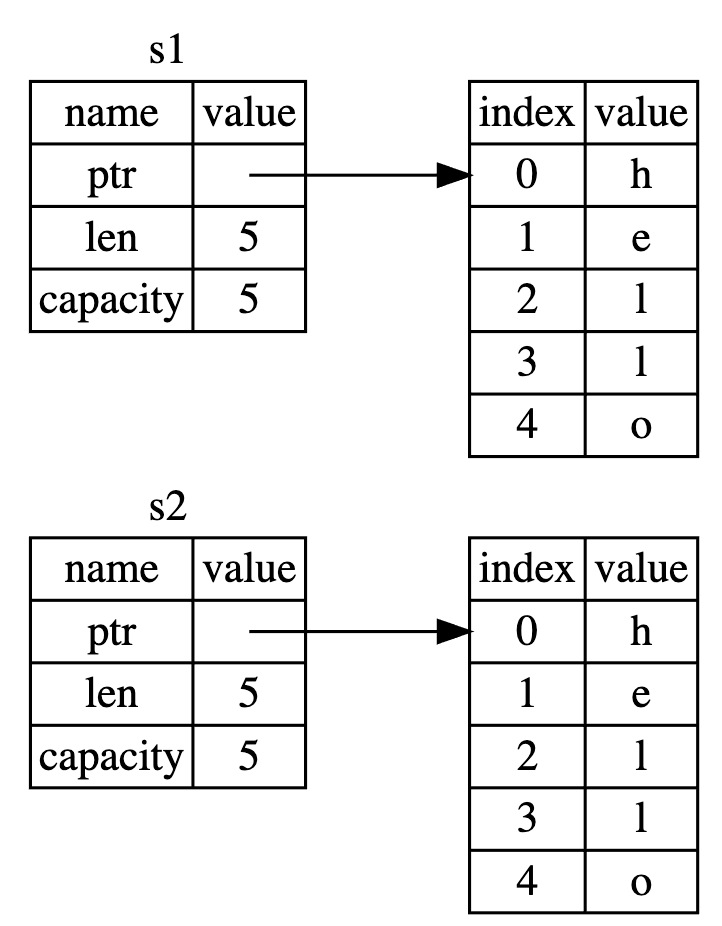 s1
name value
ptr
len 5
capacity 5
index value
0 h
1 e
2 l
3 l
4 o
s2
name value
ptr
len 5
capacity 5
index value
0 h
1 e
2 l
3 l
4 o